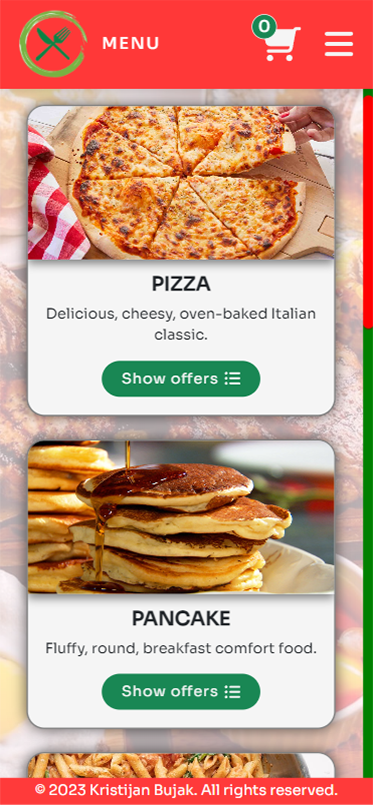 MENU
0
PIZZA
Delicious, cheesy, oven-baked Italian
classic.
Show offers
PANCAKE
Fluffy, round, breakfast comfort food.
Show offers
© 2023 Kristijan Bujak. All rights reserved.